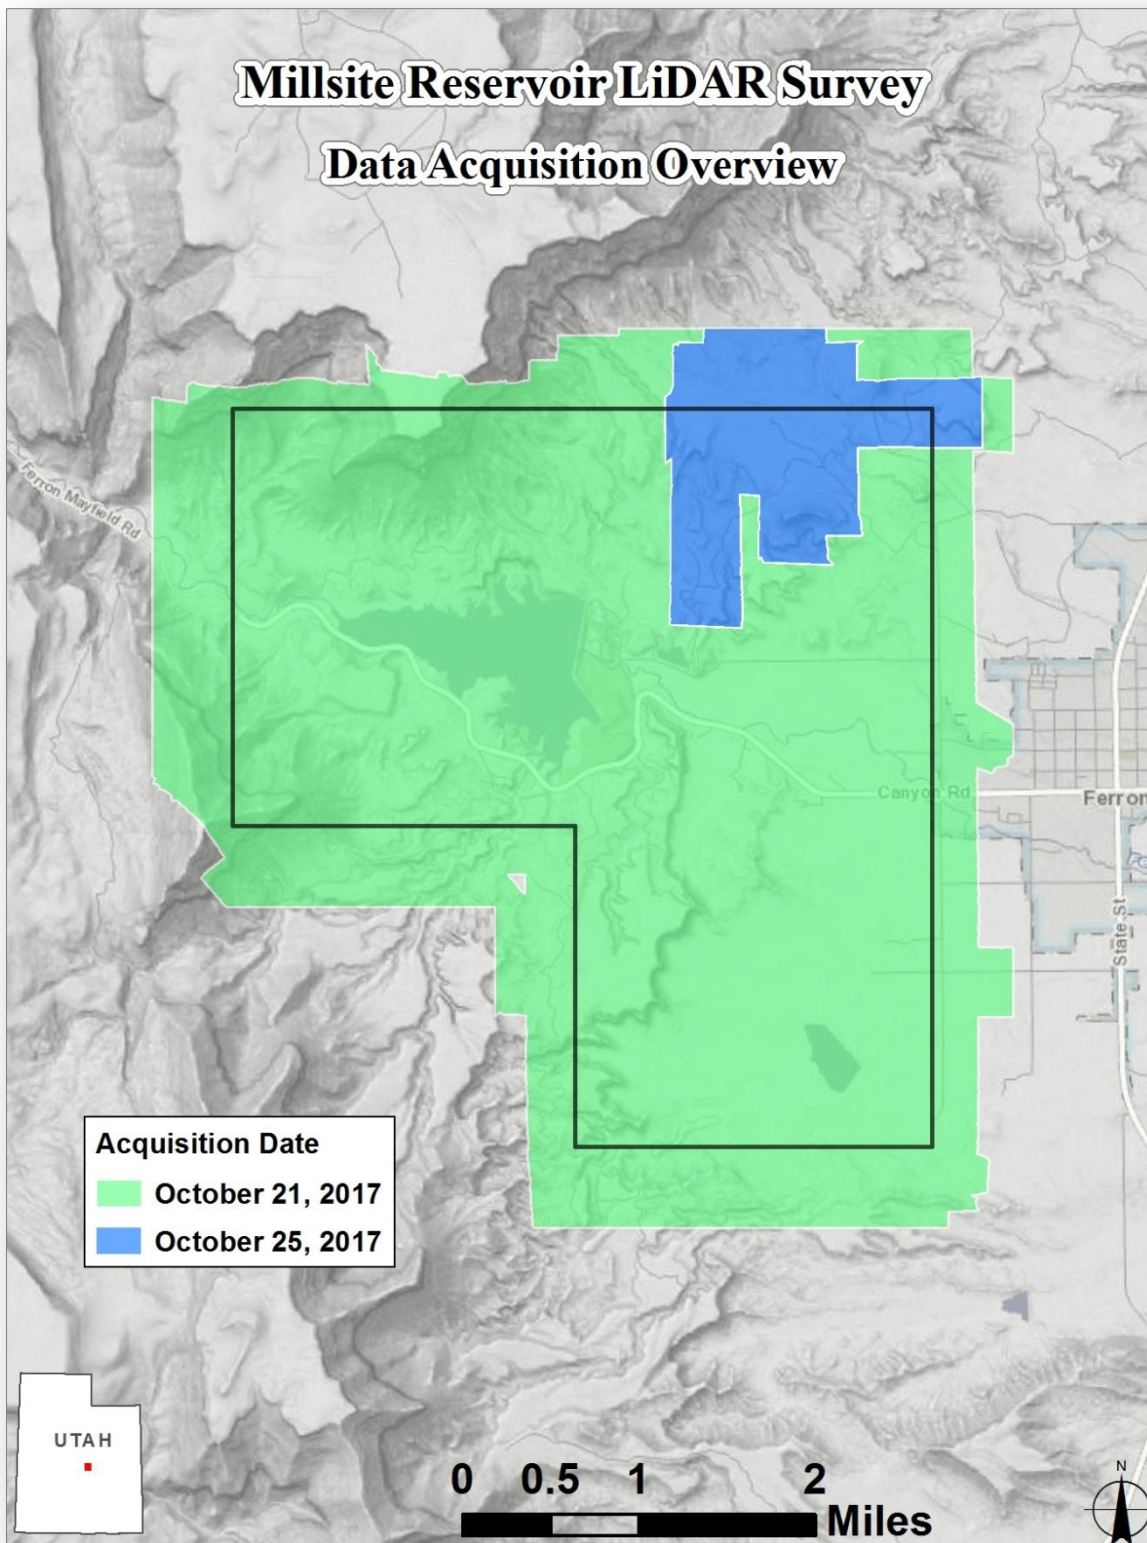 Millsite Reservoir LiDAR Survey
Data Acquisition Overview
Ferron Mayfield Rd
Canyon Rd
Ferron
State St
Acquisition Date
October 21, 2017
October 25, 2017
UTAH
0 0.5 1 2
Miles
N